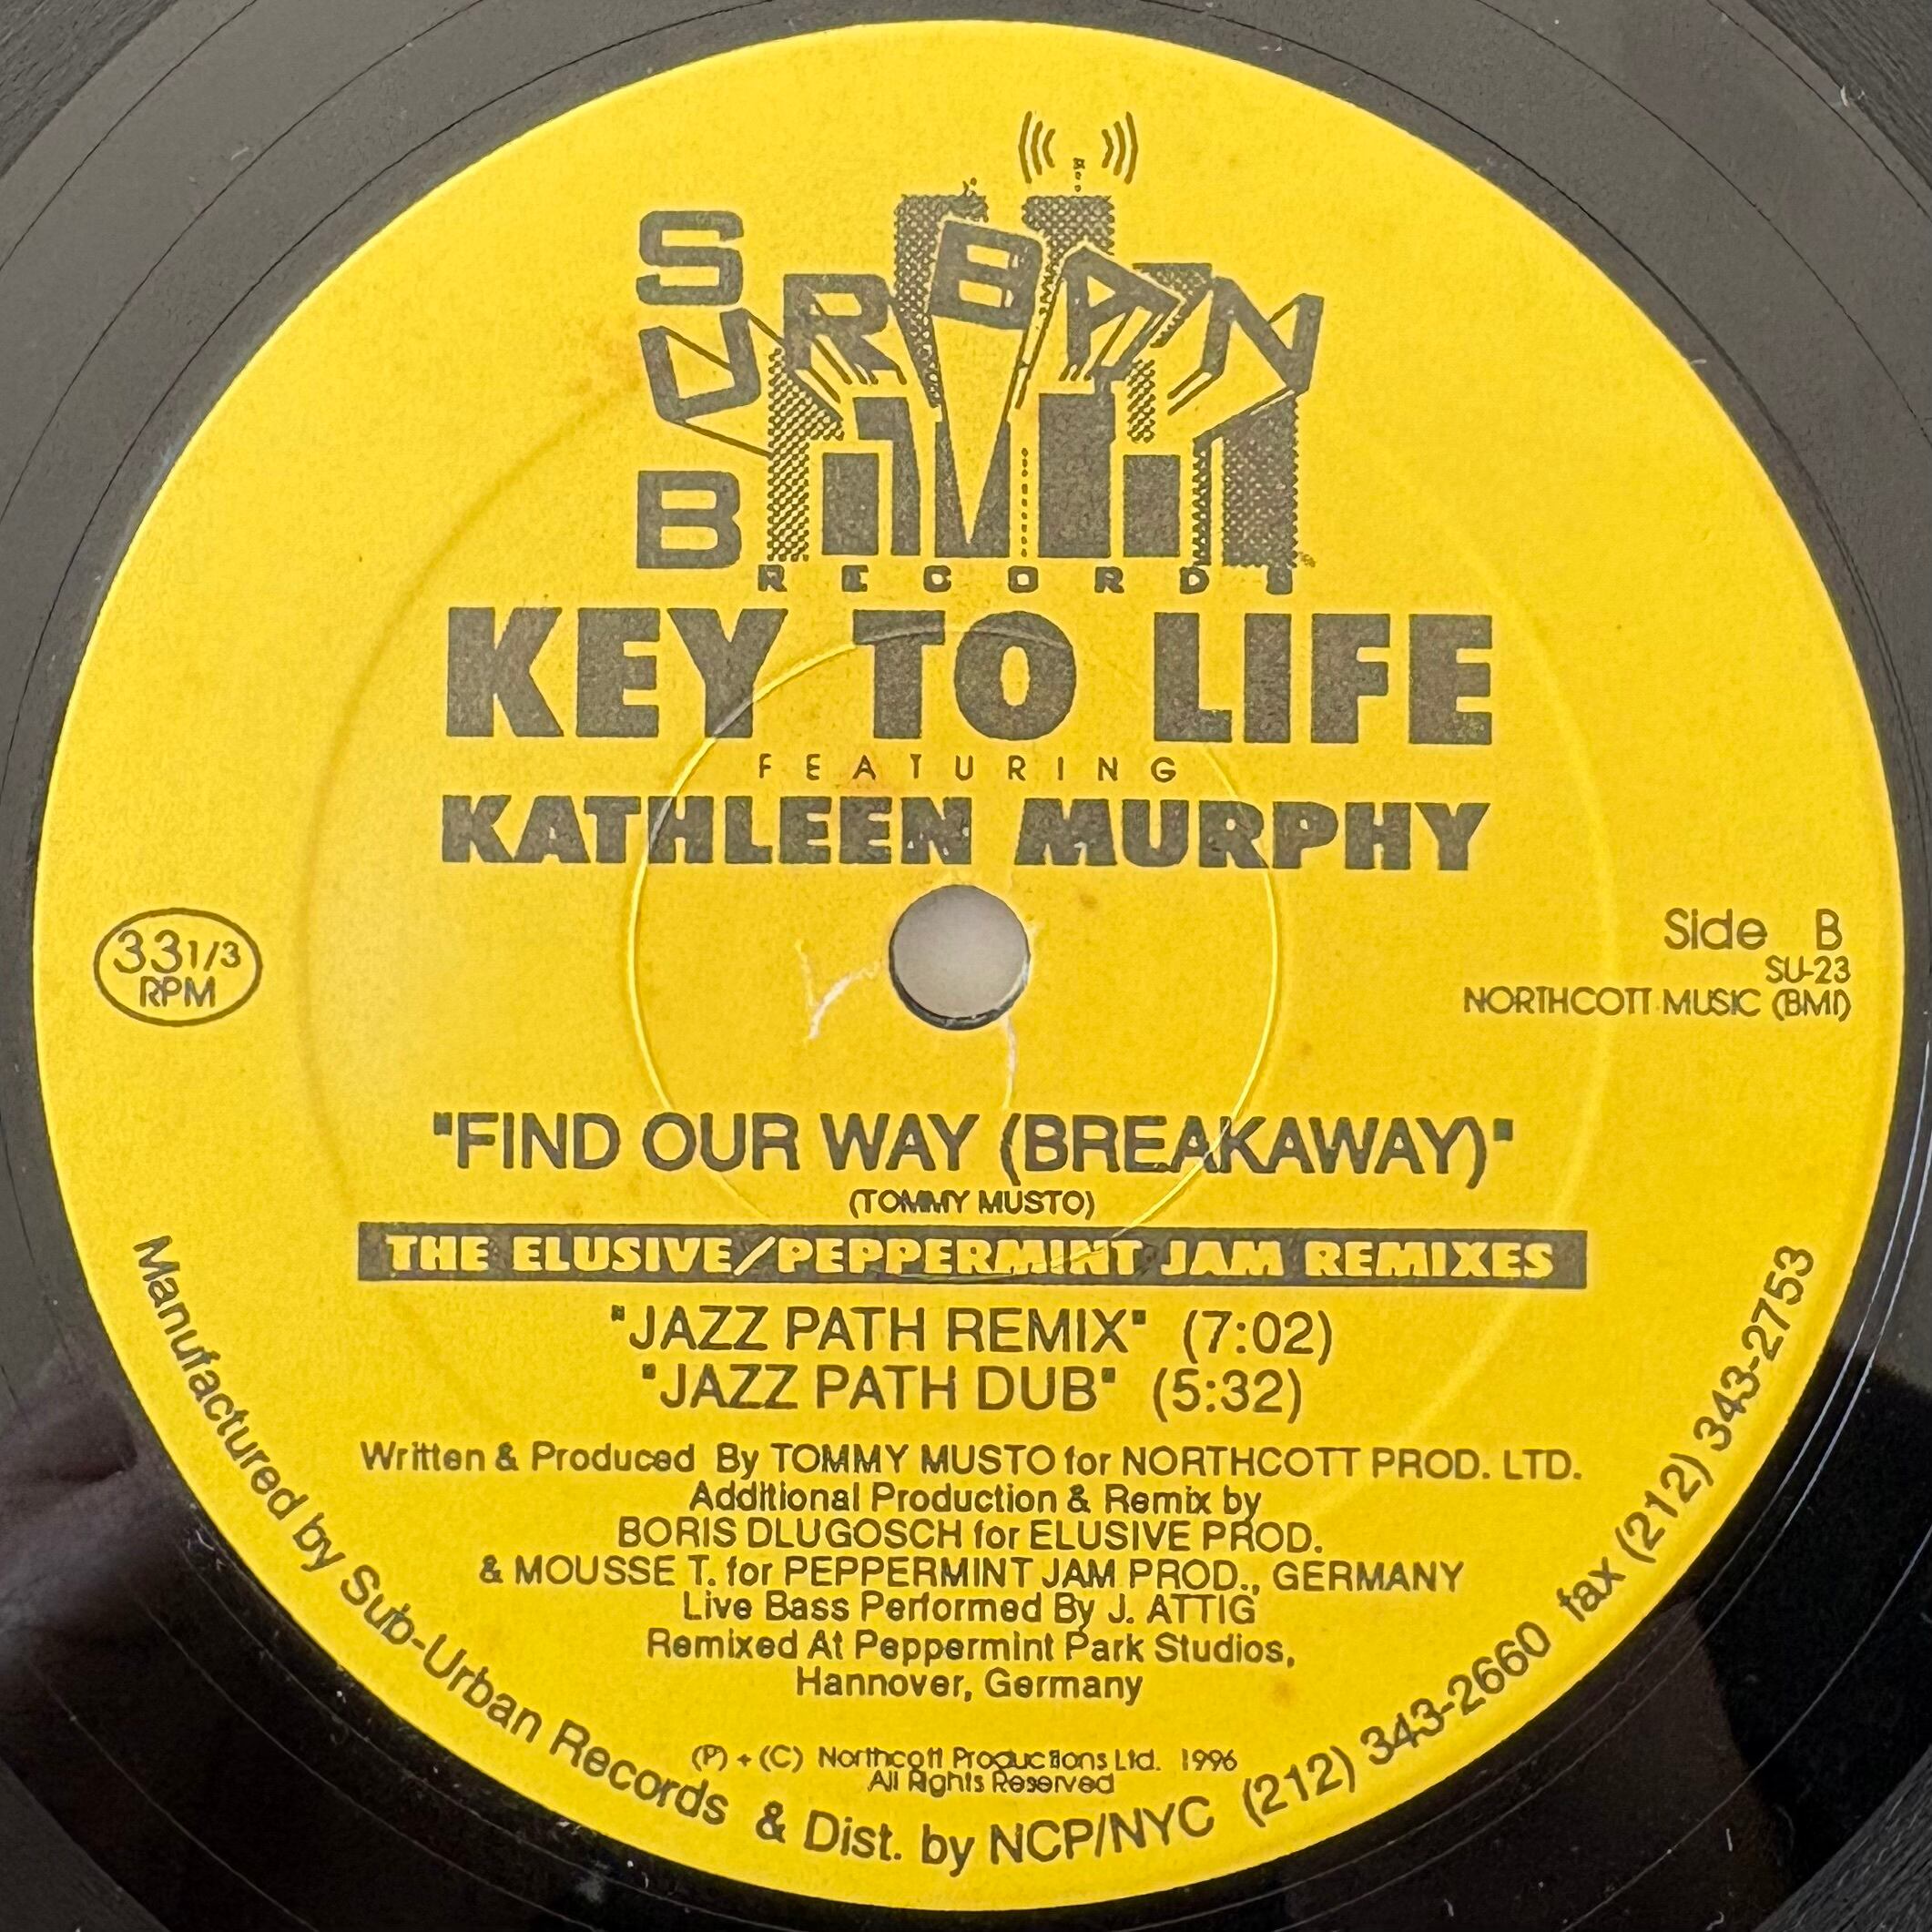 SUB URBAN
RECORDS
KEY TO LIFE
FEATURING
KATHLEEN MURPHY
33 1/3
RPM
Side B
SU-23
NORTHCOTT MUSIC (BMI)
"FIND OUR WAY (BREAKAWAY)"
(TOMMY MUSTO)
THE ELUSIVE/PEPPERMINT JAM REMIXES
"JAZZ PATH REMIX" (7:02)
"JAZZ PATH DUB" (5:32)
Written & Produced By TOMMY MUSTO for NORTHCOTT PROD. LTD.
Additional Production & Remix by
BORIS DLUGOSCH for ELUSIVE PROD.
& MOUSSE T. for PEPPERMINT JAM PROD., GERMANY
Live Bass Performed By J. ATTIG
Remixed At Peppermint Park Studios,
Hannover, Germany
(P) + (C) Northcott Productions Ltd. 1996
All Rights Reserved
Manufactured by Sub-Urban Records & Dist. by NCP/NYC (212) 343-2660 fax (212) 343-2753